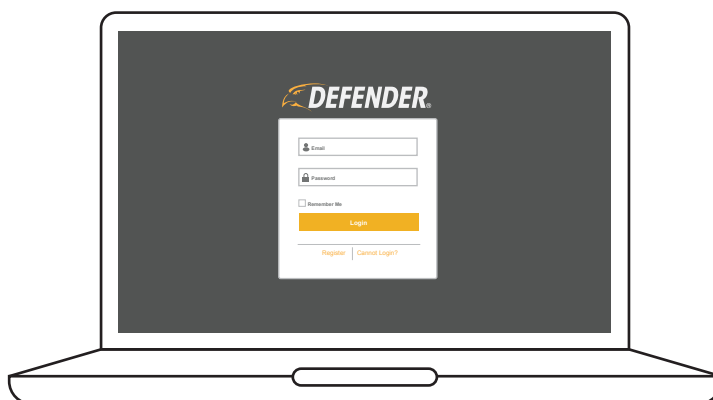 DEFENDER®
Email
Password
Remember Me
Login
Register Cannot Login?